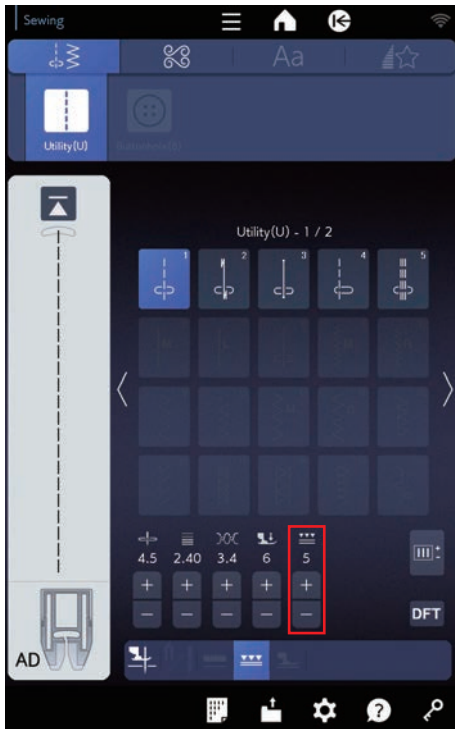 Sewing
Aa
Utility(U)
Utility(U) - 1 / 2
1 2 3 4 5
4.5 2.40 3.4 6 5
+ + + + +
− − − − −
DFT
AD
?